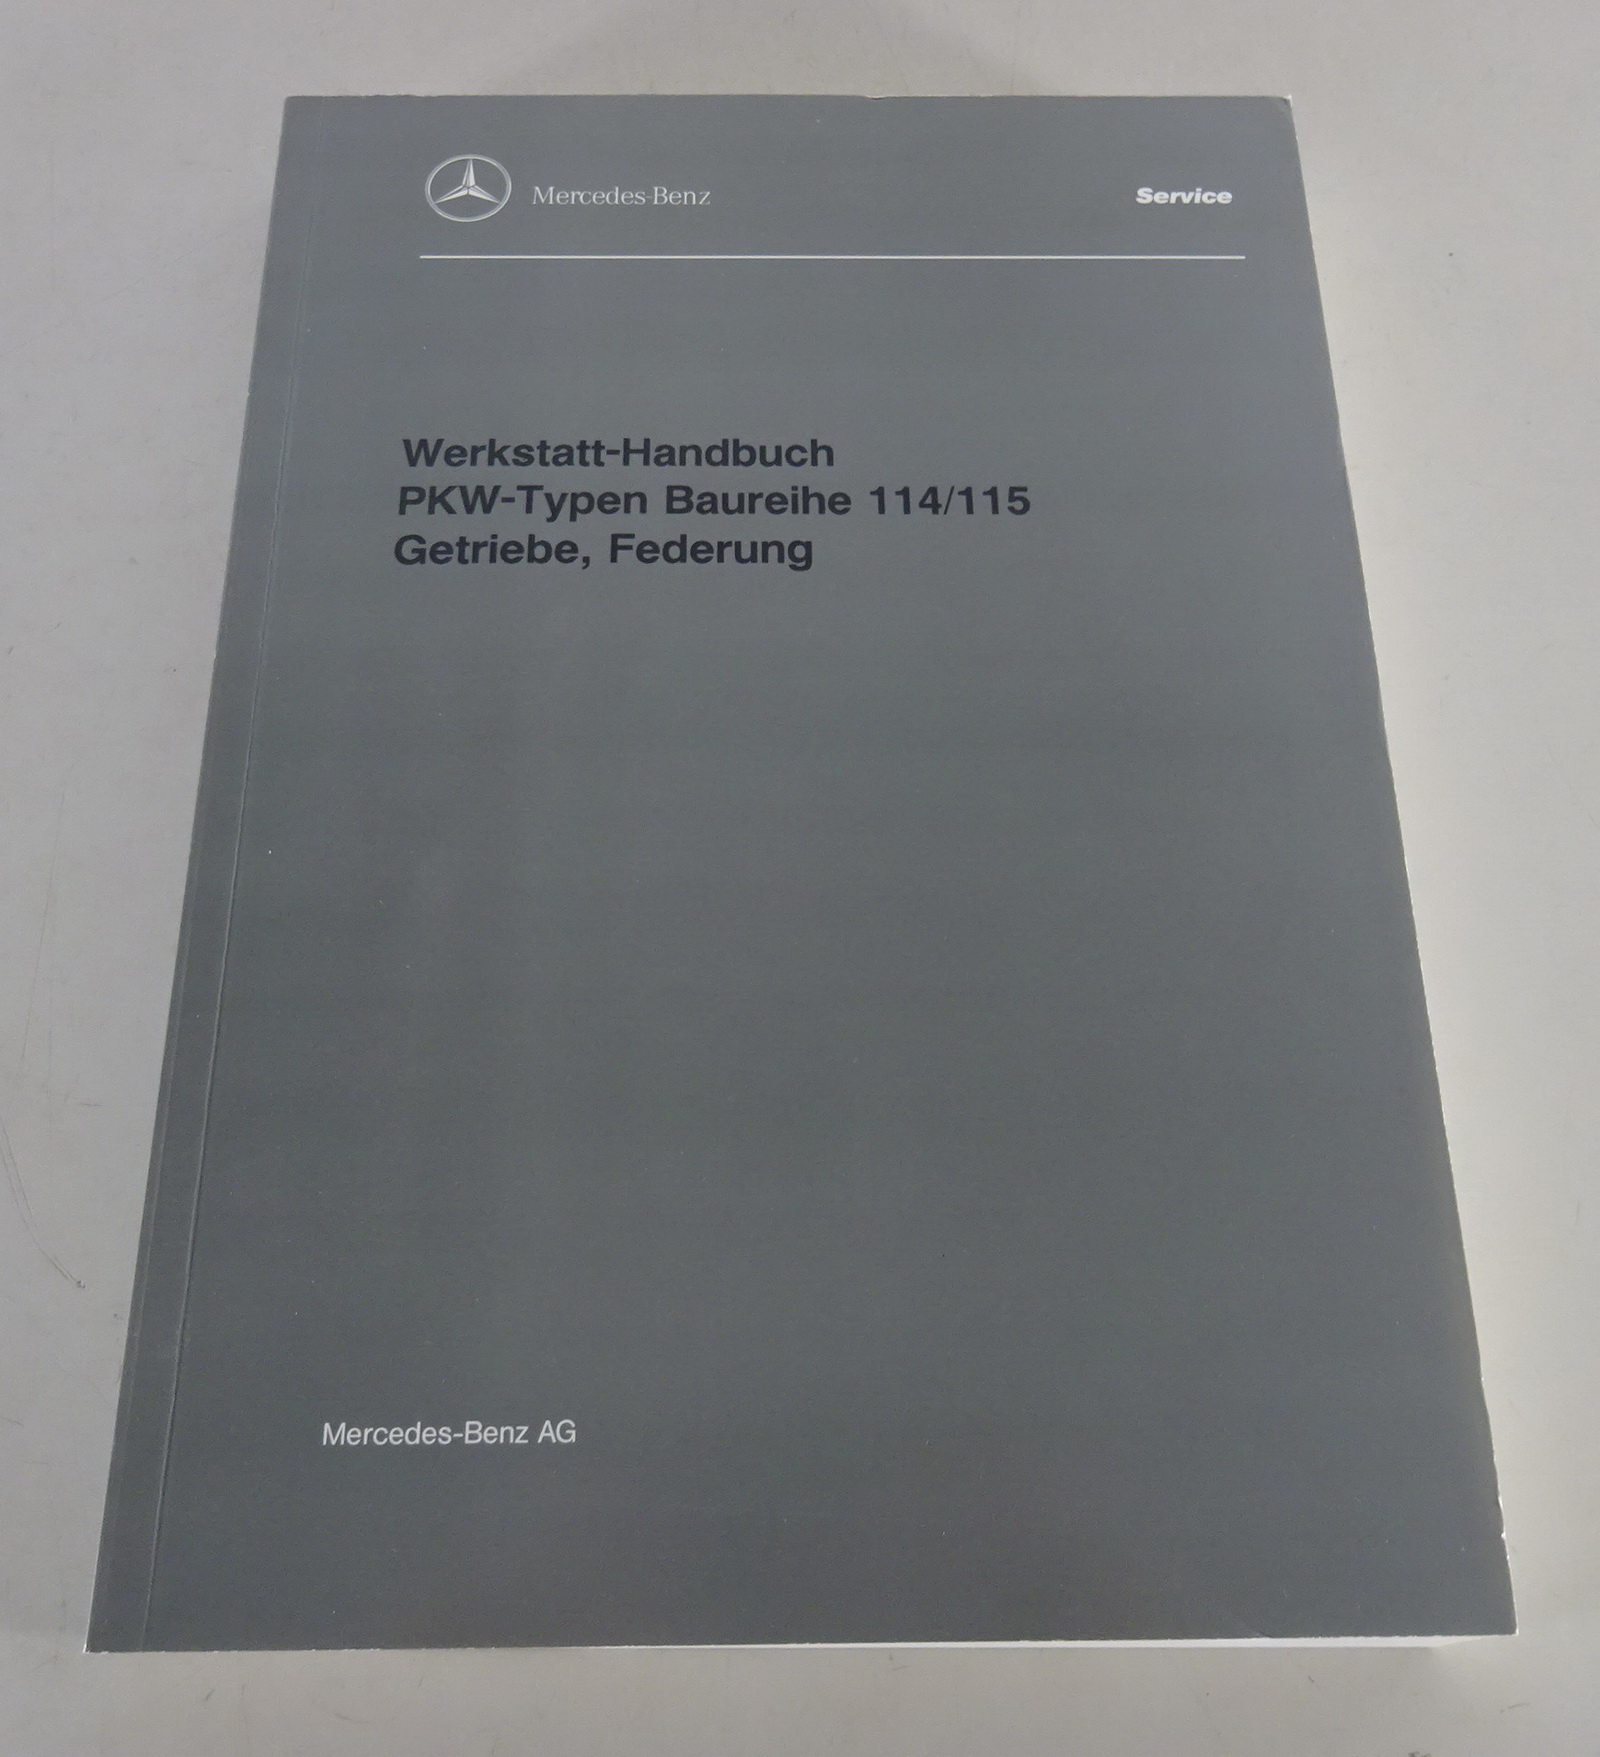 Mercedes-Benz
Service
Werkstatt-Handbuch
PKW-Typen Baureihe 114/115
Getriebe, Federung
Mercedes-Benz AG